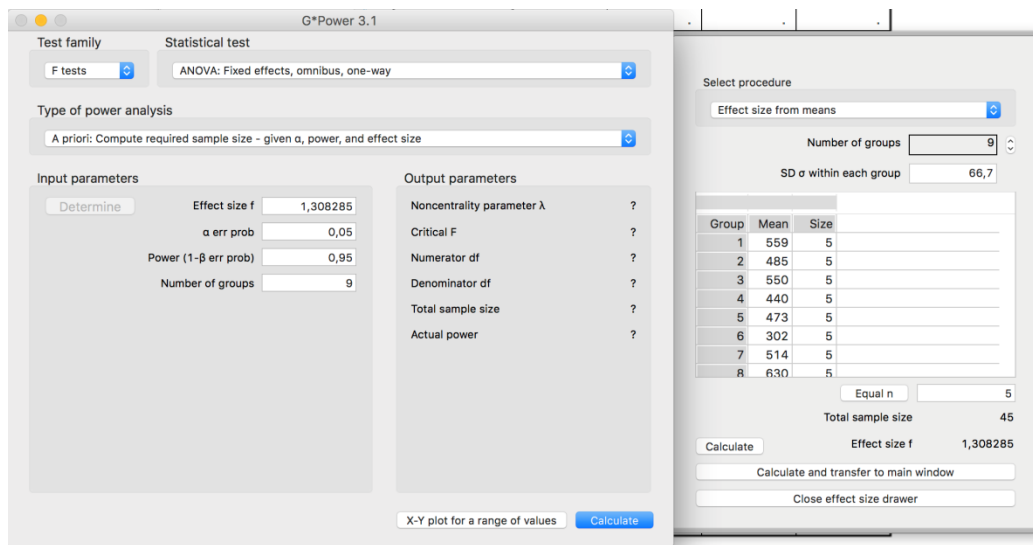 G*Power 3.1
Test family
Statistical test
F tests
ANOVA: Fixed effects, omnibus, one-way
Type of power analysis
A priori: Compute required sample size - given α, power, and effect size
Input parameters
Determine
Effect size f 1,308285
α err prob 0,05
Power (1-β err prob) 0,95
Number of groups 9
Output parameters
Noncentrality parameter λ ?
Critical F ?
Numerator df ?
Denominator df ?
Total sample size ?
Actual power ?
X-Y plot for a range of values
Calculate
Select procedure
Effect size from means
Number of groups 9
SD σ within each group 66,7
Group Mean Size
1 559 5
2 485 5
3 550 5
4 440 5
5 473 5
6 302 5
7 514 5
8 630 5
Equal n 5
Total sample size 45
Calculate Effect size f 1,308285
Calculate and transfer to main window
Close effect size drawer